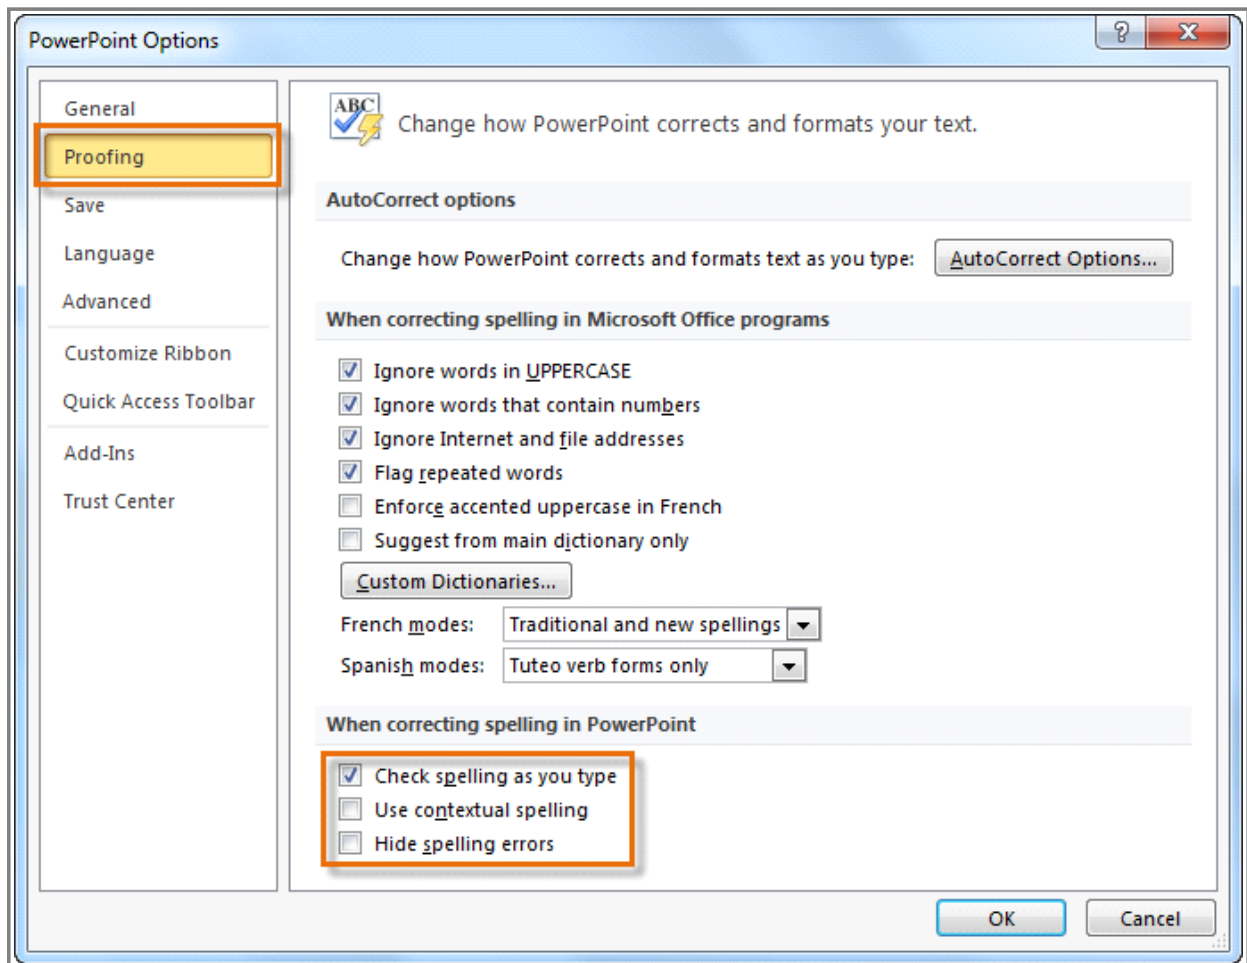 PowerPoint Options
General
Proofing
Save
Language
Advanced
Customize Ribbon
Quick Access Toolbar
Add-Ins
Trust Center
ABC
Change how PowerPoint corrects and formats your text.
AutoCorrect options
Change how PowerPoint corrects and formats text as you type: AutoCorrect Options...
When correcting spelling in Microsoft Office programs
Ignore words in UPPERCASE
Ignore words that contain numbers
Ignore Internet and file addresses
Flag repeated words
Enforce accented uppercase in French
Suggest from main dictionary only
Custom Dictionaries...
French modes: Traditional and new spellings
Spanish modes: Tuteo verb forms only
When correcting spelling in PowerPoint
Check spelling as you type
Use contextual spelling
Hide spelling errors
OK Cancel